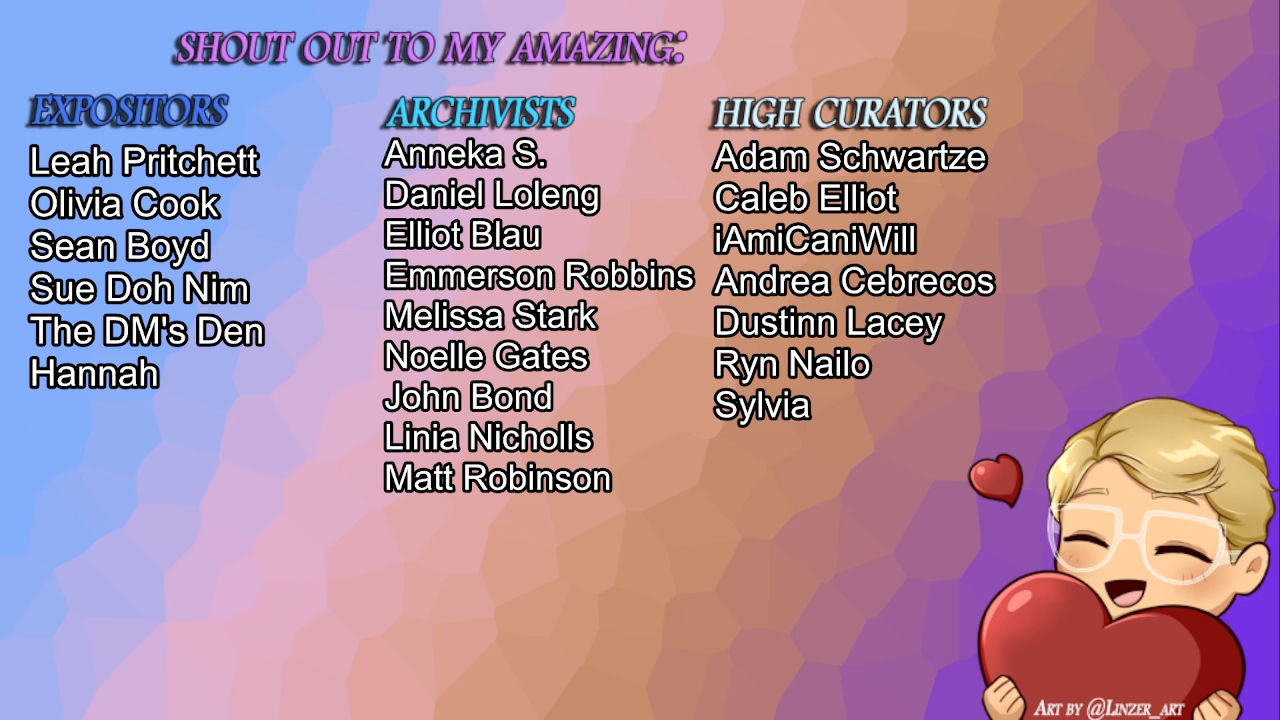 SHOUT OUT TO MY AMAZING:
EXPOSITORS
Leah Pritchett
Olivia Cook
Sean Boyd
Sue Doh Nim
The DM's Den
Hannah
ARCHIVISTS
Anneka S.
Daniel Loleng
Elliot Blau
Emmerson Robbins
Melissa Stark
Noelle Gates
John Bond
Linia Nicholls
Matt Robinson
HIGH CURATORS
Adam Schwartze
Caleb Elliot
iAmiCaniWill
Andrea Cebrecos
Dustinn Lacey
Ryn Nailo
Sylvia
ART BY @LINZER_ART